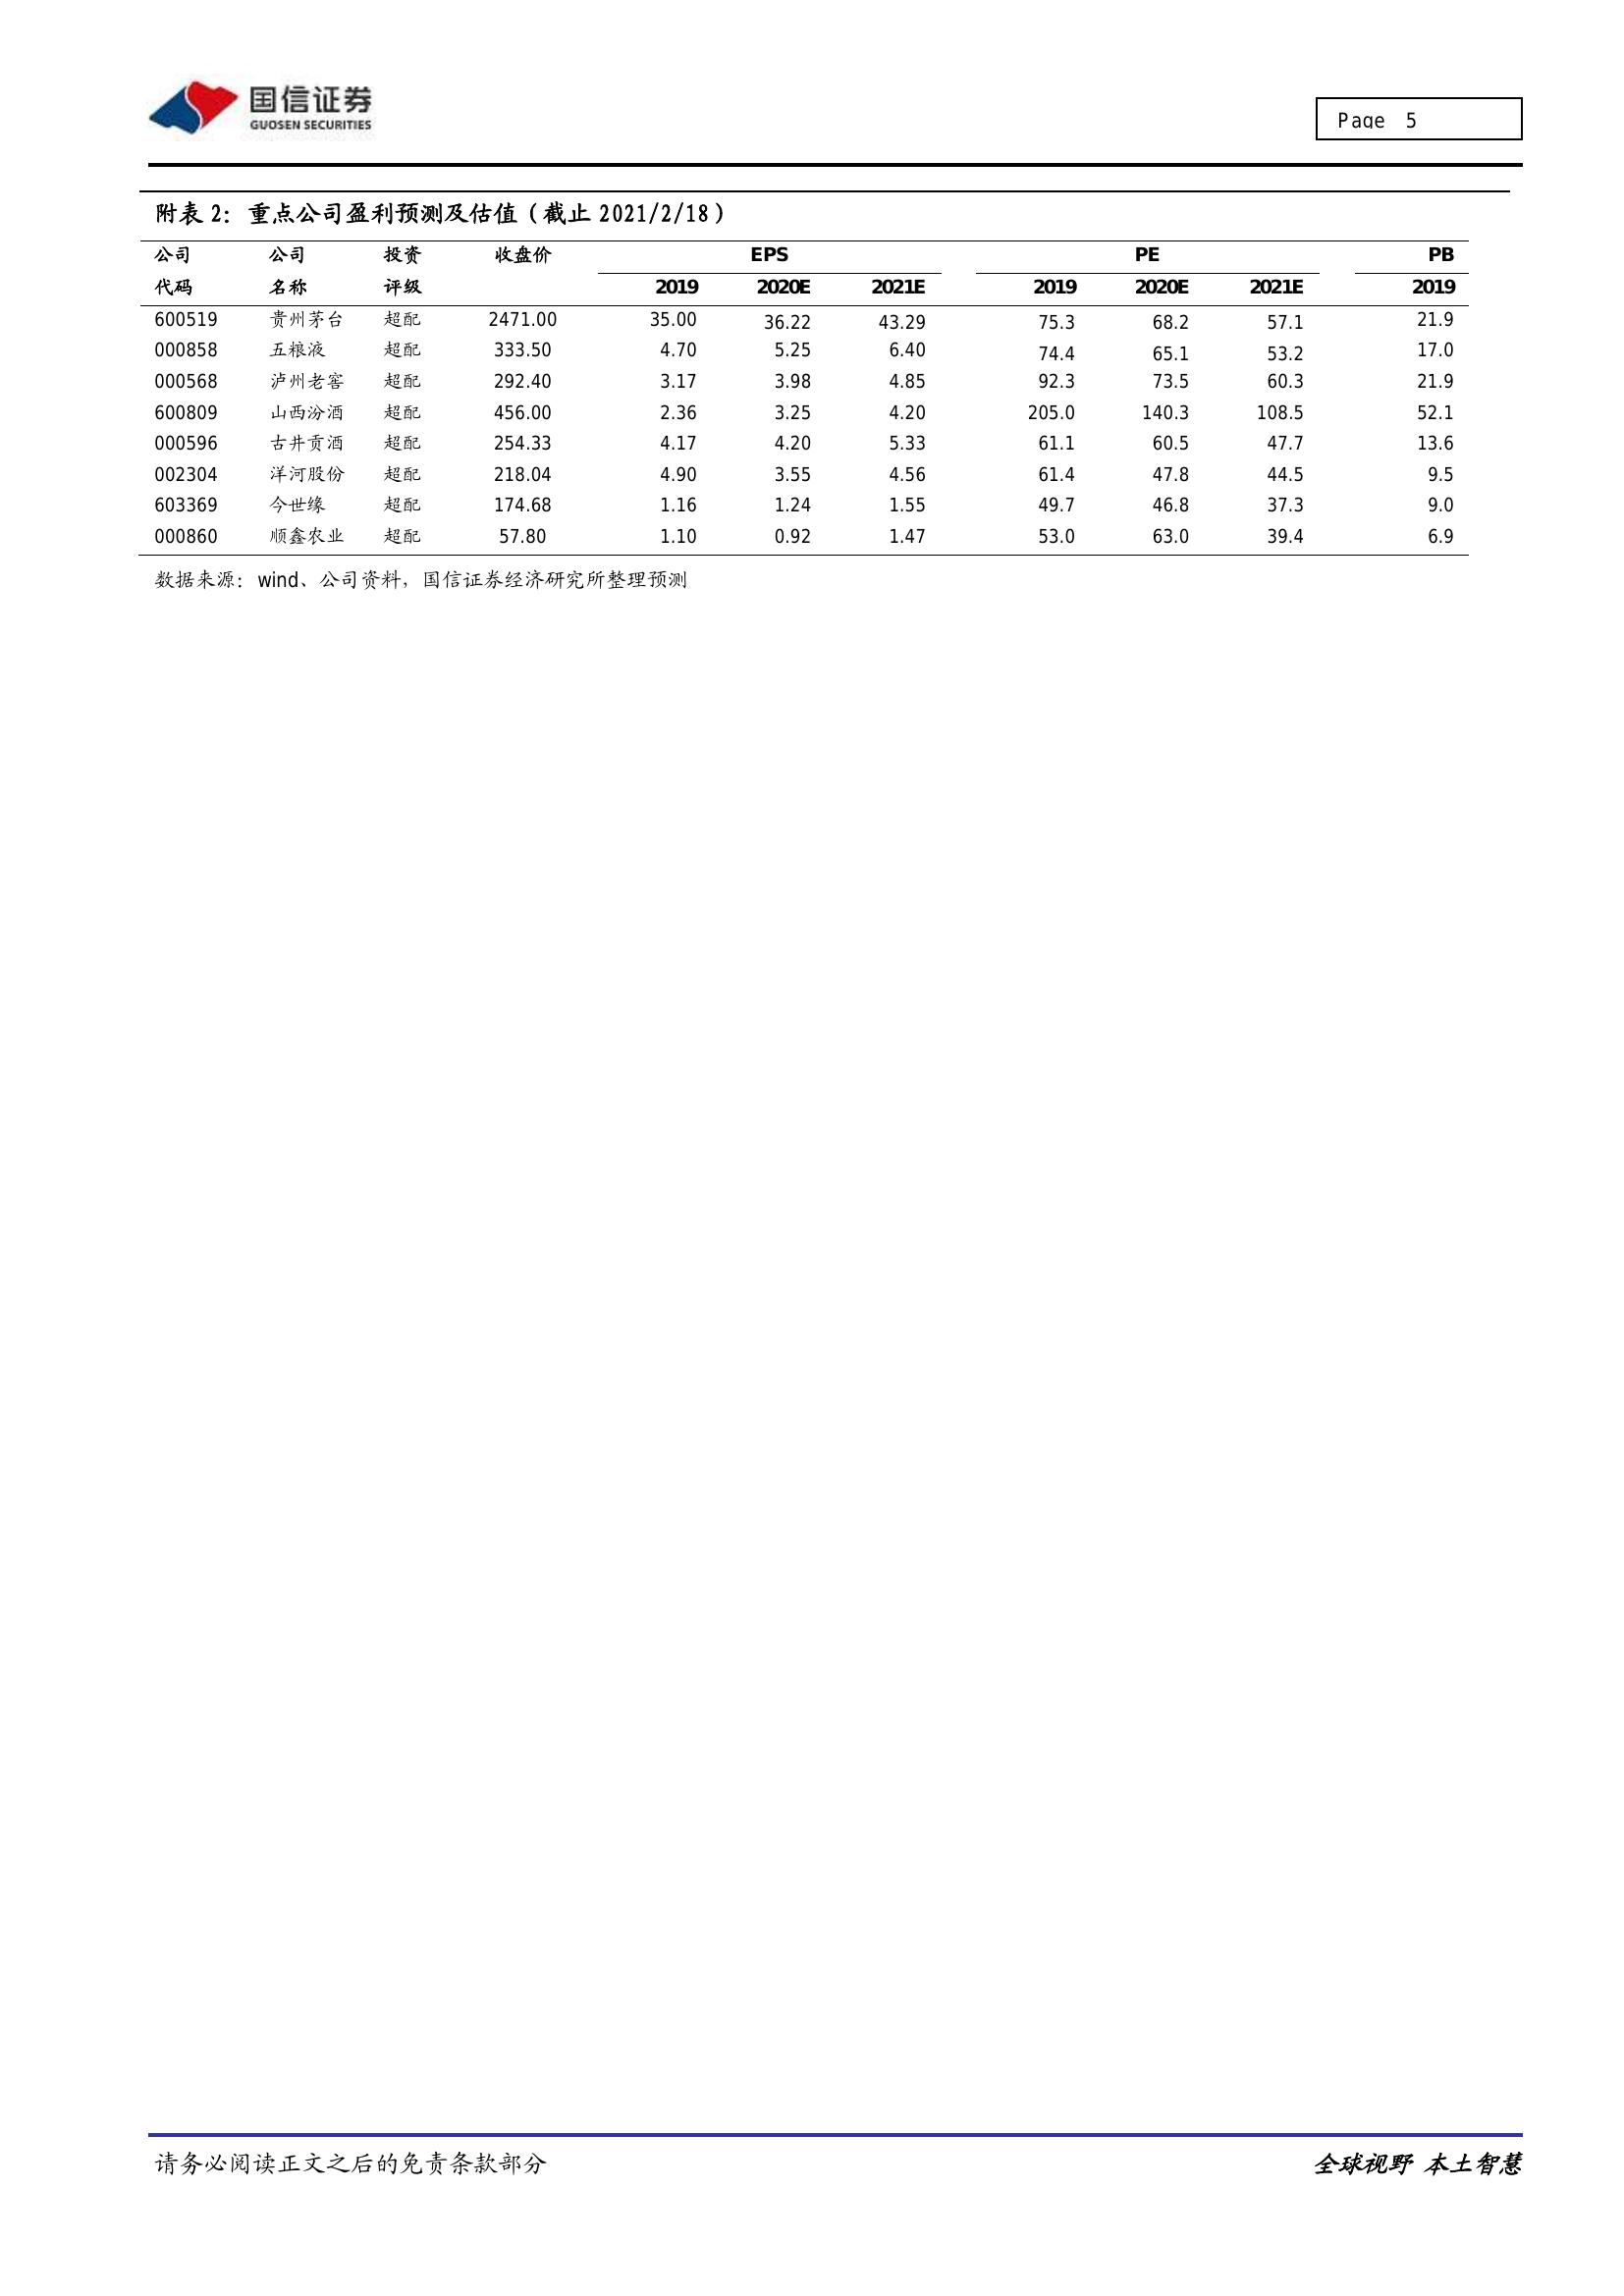 国信证券
GUOSEN SECURITIES
Page 5
附表 2：重点公司盈利预测及估值（截止 2021/2/18）
公司 公司 投资 收盘价 EPS PE PB
代码 名称 评级 2019 2020E 2021E 2019 2020E 2021E 2019
600519 贵州茅台 超配 2471.00 35.00 36.22 43.29 75.3 68.2 57.1 21.9
000858 五粮液 超配 333.50 4.70 5.25 6.40 74.4 65.1 53.2 17.0
000568 泸州老窖 超配 292.40 3.17 3.98 4.85 92.3 73.5 60.3 21.9
600809 山西汾酒 超配 456.00 2.36 3.25 4.20 205.0 140.3 108.5 52.1
000596 古井贡酒 超配 254.33 4.17 4.20 5.33 61.1 60.5 47.7 13.6
002304 洋河股份 超配 218.04 4.90 3.55 4.56 61.4 47.8 44.5 9.5
603369 今世缘 超配 174.68 1.16 1.24 1.55 49.7 46.8 37.3 9.0
000860 顺鑫农业 超配 57.80 1.10 0.92 1.47 53.0 63.0 39.4 6.9
数据来源：wind、公司资料，国信证券经济研究所整理预测
请务必阅读正文之后的免责条款部分 全球视野 本土智慧